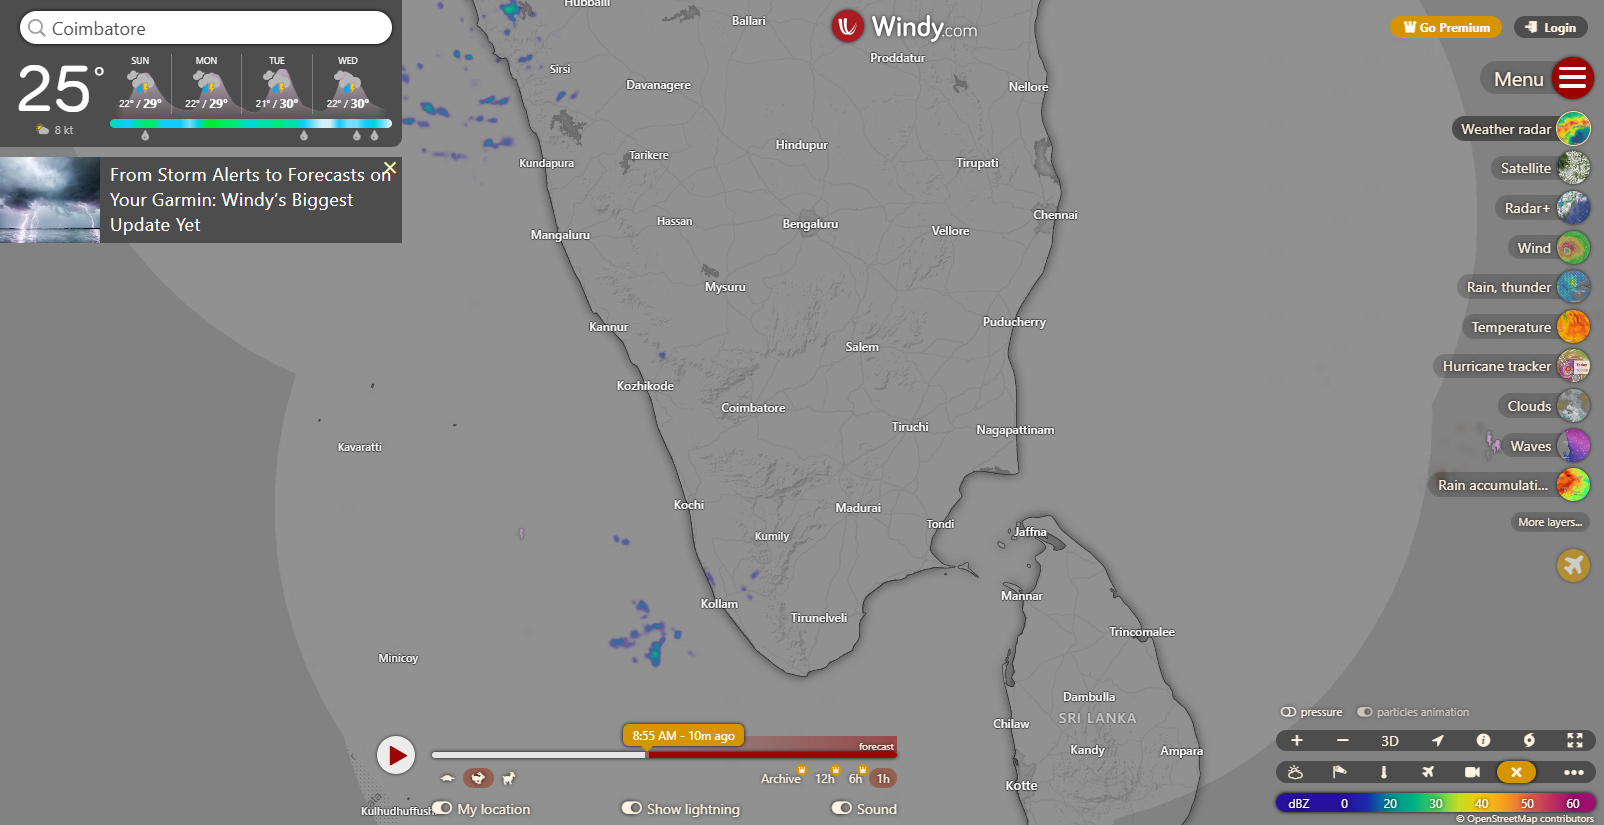 Coimbatore
25°
8 kt
SUN
22° / 29°
MON
22° / 29°
TUE
21° / 30°
WED
22° / 30°
From Storm Alerts to Forecasts on
Your Garmin: Windy’s Biggest
Update Yet
Windy.com
Go Premium
Login
Menu
Weather radar
Satellite
Radar+
Wind
Rain, thunder
Temperature
Hurricane tracker
Clouds
Waves
Rain accumulati...
More layers...
Hubballi
Ballari
Proddatur
Sirsi
Davanagere
Nellore
Hindupur
Kundapura
Tarikere
Tirupati
Chennai
Hassan
Bengaluru
Vellore
Mangaluru
Mysuru
Puducherry
Kannur
Salem
Kozhikode
Coimbatore
Tiruchi
Nagapattinam
Kavaratti
Kochi
Madurai
Tondi
Jaffna
Kumily
Mannar
Kollam
Tirunelveli
Trincomalee
Minicoy
Dambulla
SRI LANKA
Chilaw
Kandy
Ampara
Kotte
Kulhudhuffush
8:55 AM - 10m ago
forecast
Archive
12h
6h
1h
My location
Show lightning
Sound
pressure
particles animation
+
−
3D
dBZ
0
20
30
40
50
60
© OpenStreetMap contributors